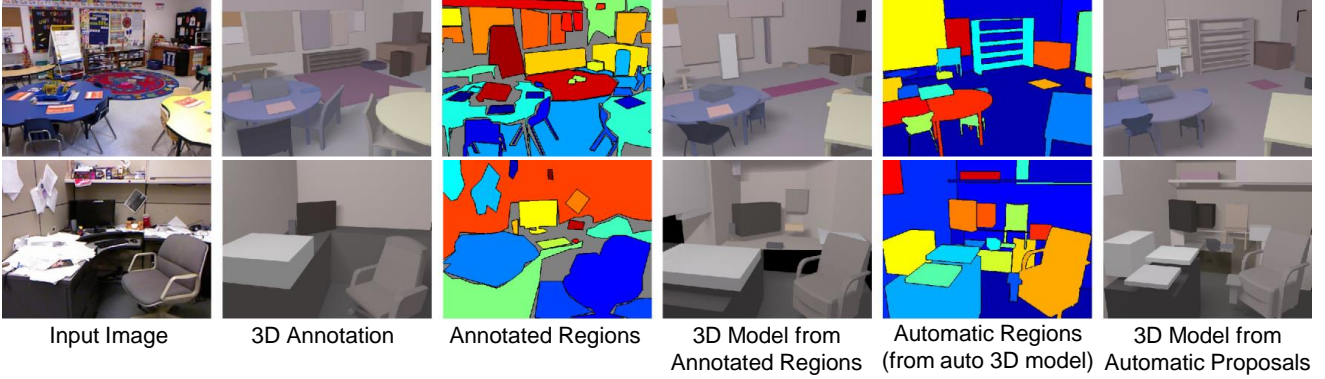 Input Image
3D Annotation
Annotated Regions
3D Model from
Annotated Regions
Automatic Regions
(from auto 3D model)
3D Model from
Automatic Proposals